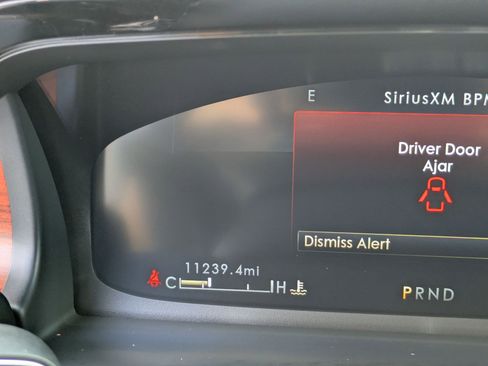 E
SiriusXM BPM
Driver Door
Ajar
Dismiss Alert
11239.4mi
C H
PRND